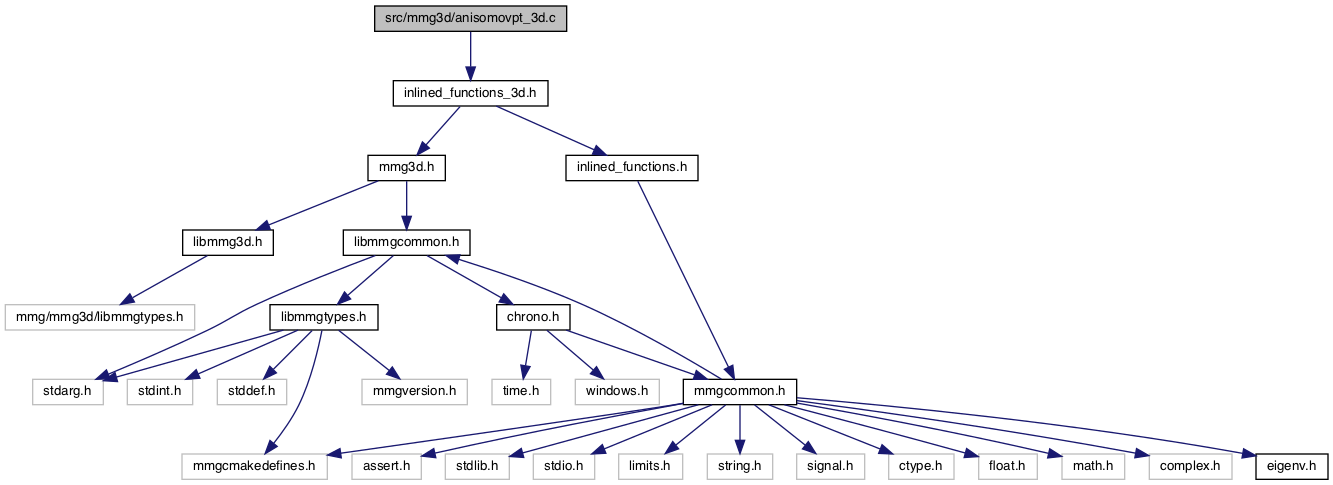 src/mmg3d/anisomovpt_3d.c
inlined_functions_3d.h
mmg3d.h
inlined_functions.h
libmmg3d.h
libmmgcommon.h
mmg/mmg3d/libmmgtypes.h
libmmgtypes.h
chrono.h
stdarg.h
stdint.h
stddef.h
mmgversion.h
time.h
windows.h
mmgcommon.h
mmgcmakedefines.h
assert.h
stdlib.h
stdio.h
limits.h
string.h
signal.h
ctype.h
float.h
math.h
complex.h
eigenv.h